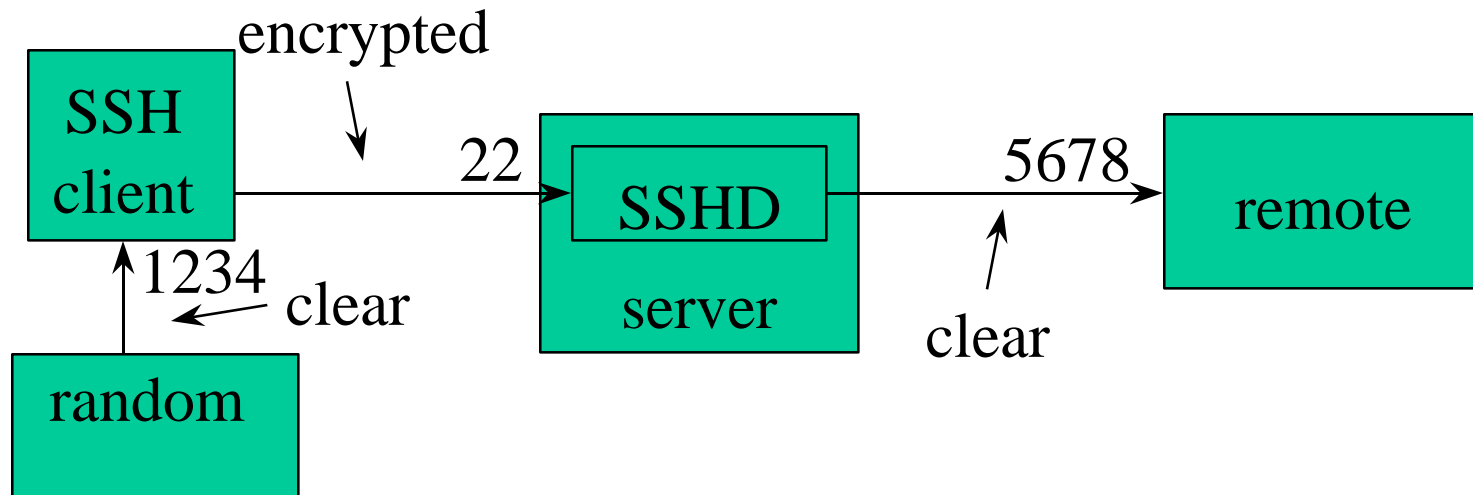 encrypted
SSH
client
22
SSHD
server
5678
remote
1234
clear
clear
random